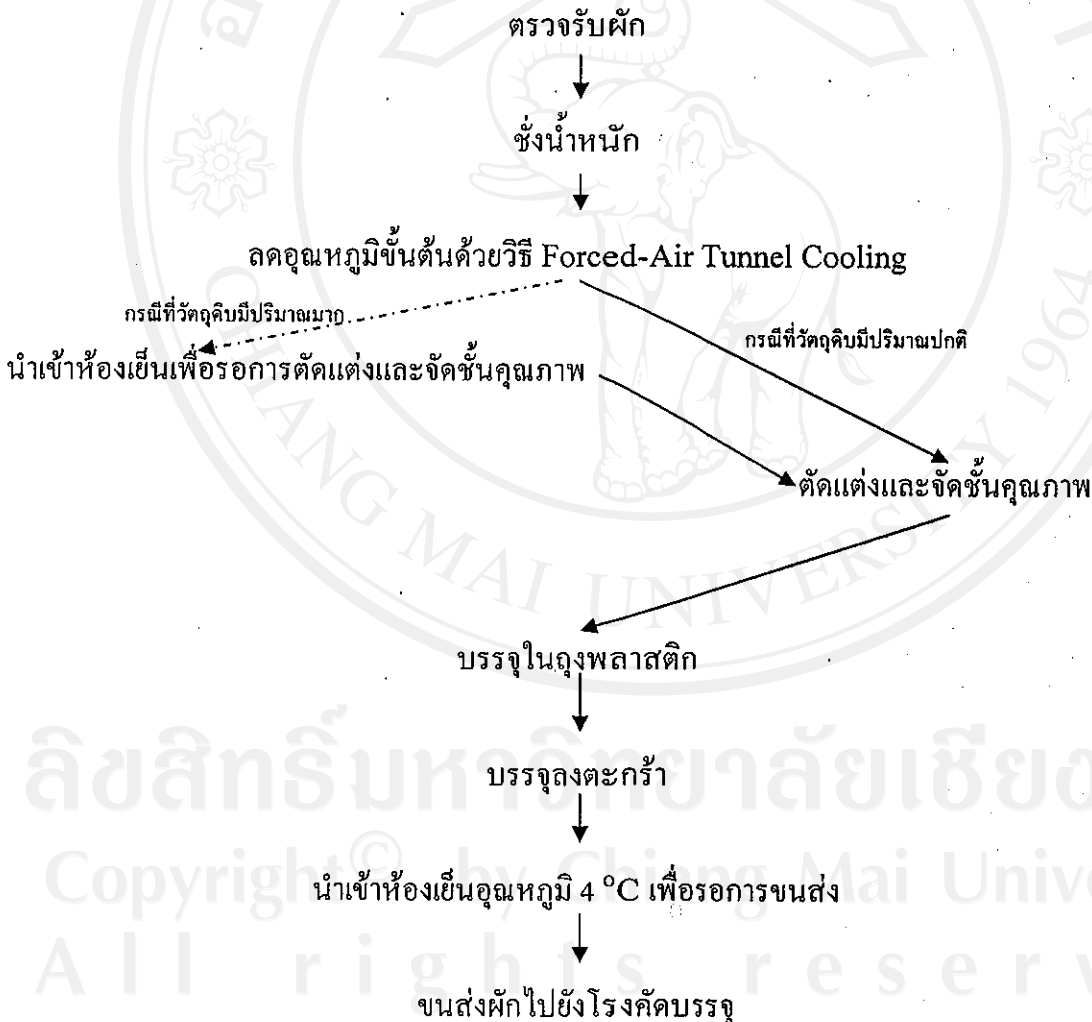 ตรวจรับผัก
ชั่งน้ำหนัก
ลดอุณหภูมิขั้นต้นด้วยวิธี Forced-Air Tunnel Cooling
กรณีที่วัตถุดิบมีปริมาณมาก
กรณีที่วัตถุดิบมีปริมาณปกติ
นำเข้าห้องเย็นเพื่อรอการตัดแต่งและจัดชั้นคุณภาพ
ตัดแต่งและจัดชั้นคุณภาพ
CHIANG MAI UNIVERSITY 1964
บรรจุในถุงพลาสติก
ลิขสิทธิ์มหาวิทยาลัยเชียง
บรรจุลงตะกร้า
Copyright© by Chiang Mai Unive
นำเข้าห้องเย็นอุณหภูมิ 4 °C เพื่อรอการขนส่ง
All rights reserv
ขนส่งผักไปยังโรงคัดบรรจุ